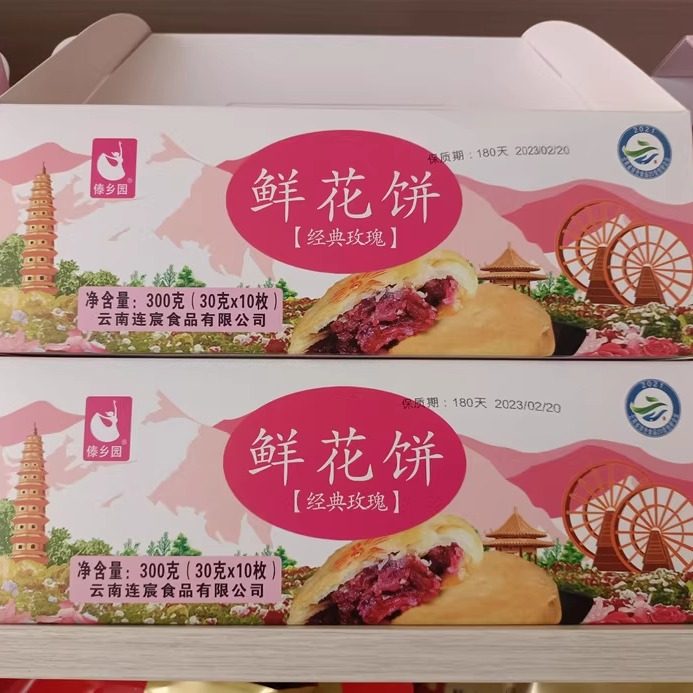 2021
保质期：180天 2023/02/20
傣乡园®
鲜花饼
【经典玫瑰】
净含量：300克（30克x10枚）
云南连宸食品有限公司
2021
保质期：180天 2023/02/20
傣乡园®
鲜花饼
【经典玫瑰】
净含量：300克（30克x10枚）
云南连宸食品有限公司